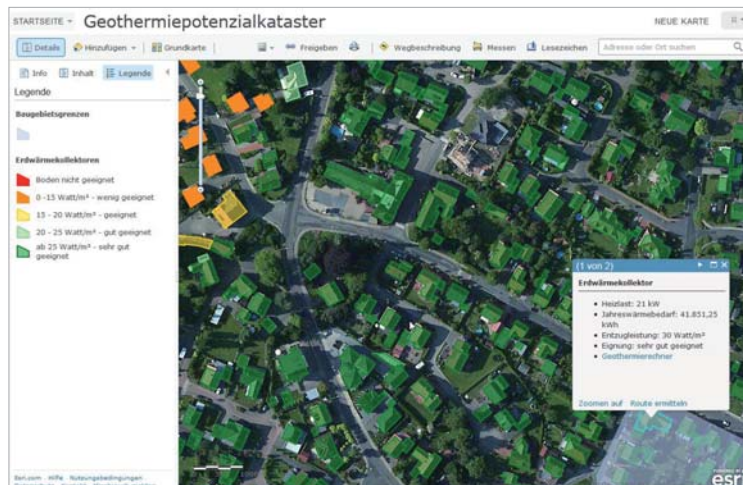 STARTSEITE Geothermiepotenzialkataster NEUE KARTE
Details Hinzufügen Grundkarte Freigeben Wegbeschreibung Messen Lesezeichen Adresse oder Ort suchen
Info Inhalt Legende
Legende
Baugebietsgrenzen
Erdwärmekollektoren
Boden nicht geeignet
0 -15 Watt/m² - wenig geeignet
15 - 20 Watt/m² - geeignet
20 - 25 Watt/m² - gut geeignet
ab 25 Watt/m² - sehr gut
geeignet
(1 von 2)
Erdwärmekollektor
Heizlast: 21 kW
Jahreswärmebedarf: 41.851,25
kWh
Entzugleistung: 30 Watt/m²
Eignung: sehr gut geeignet
Geothermierechner
Zoomen auf Route ermitteln
Esri.com Hilfe Nutzungsbedingungen
esri